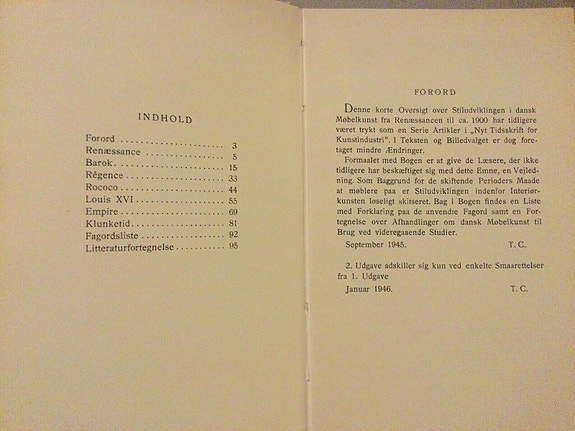 INDHOLD
Forord ................ 3
Renæssance ............ 5
Barok .................. 15
Régence ............... 33
Rococo ................ 44
Louis XVI .............. 55
Empire ................ 69
Klunketid .............. 81
Fagordsliste ............ 92
Litteraturfortegnelse .......... 95
FORORD
Denne korte Oversigt over Stiludviklingen i dansk
Møbelkunst fra Renæssancen til ca. 1900 har tidligere
været trykt som en Serie Artikler i „Nyt Tidsskrift for
Kunstindustri". I Teksten og Billedvalget er dog fore-
taget mindre Ændringer.
Formaalet med Bogen er at give de Læsere, der ikke
tidligere har beskæftiget sig med dette Emne, en Vejled-
ning. Som Baggrund for de skiftende Perioders Maade
at møblere paa er Stiludviklingen indenfor Interiør-
kunsten løseligt skitseret. Bag i Bogen findes en Liste
med Forklaring paa de anvendte Fagord samt en For-
tegnelse over Afhandlinger om dansk Møbelkunst til
Brug ved videregaaende Studier.
September 1945. T. C.
2. Udgave adskiller sig kun ved enkelte Smaarettelser
fra 1. Udgave
Januar 1946. T. C.